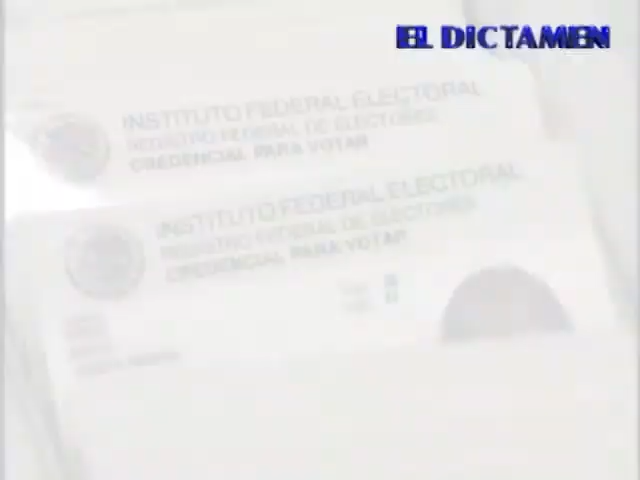 EL DICTAMEN
INSTITUTO FEDERAL ELECTORAL
REGISTRO FEDERAL DE ELECTORES
CREDENCIAL PARA VOTAR
INSTITUTO FEDERAL ELECTORAL
REGISTRO FEDERAL DE ELECTORES
CREDENCIAL PARA VOTAR